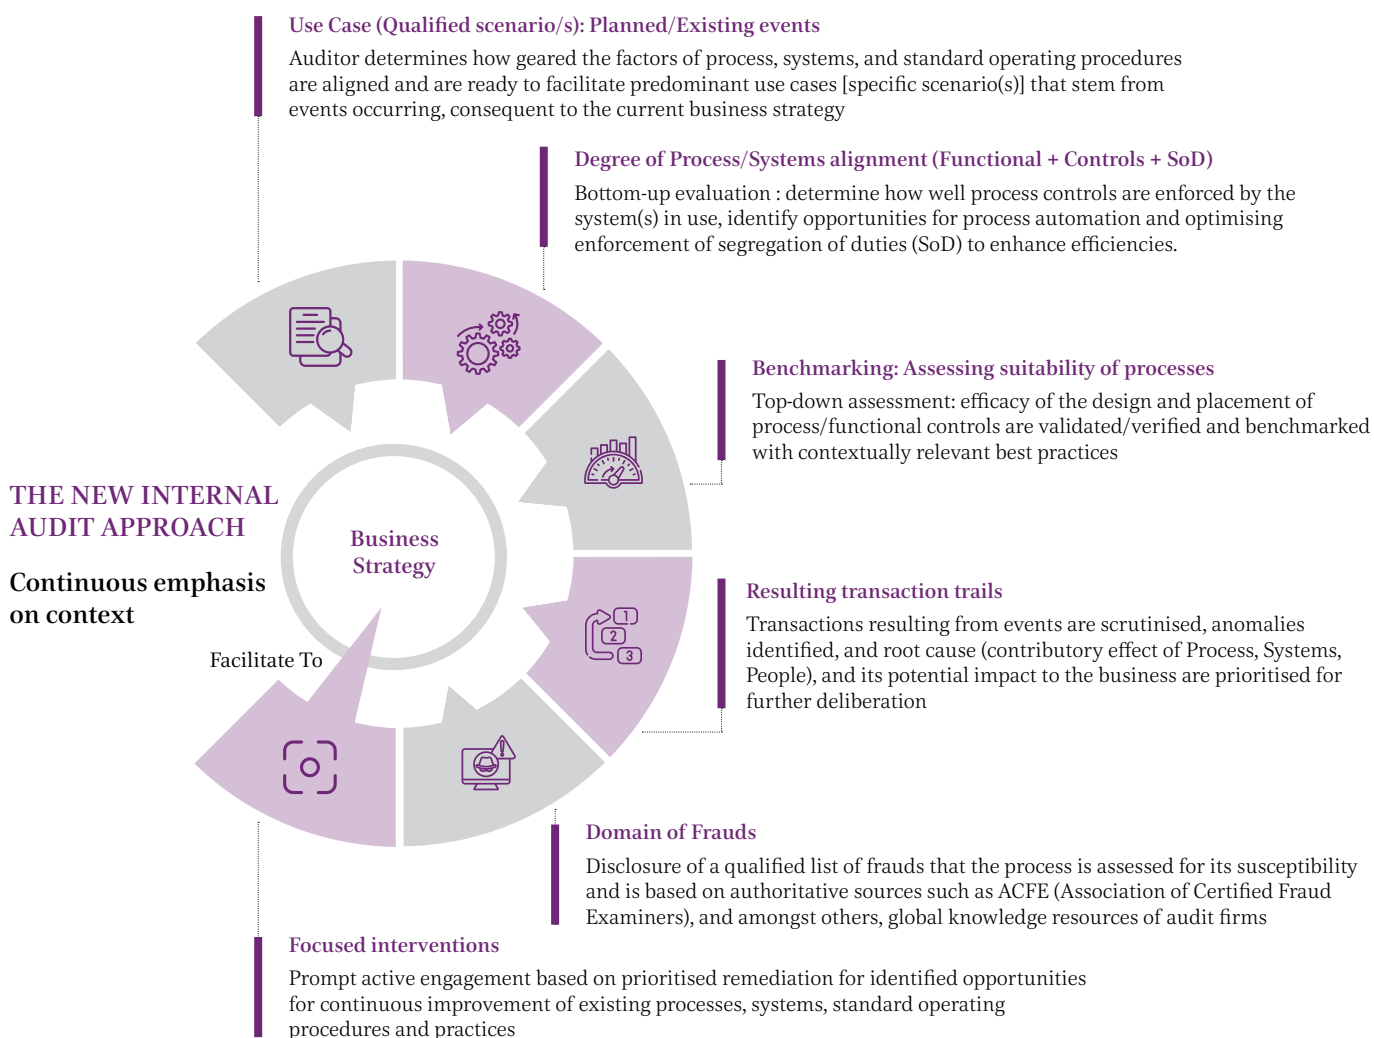 Use Case (Qualified scenario/s): Planned/Existing events
Auditor determines how geared the factors of process, systems, and standard operating procedures
are aligned and are ready to facilitate predominant use cases [specific scenario(s)] that stem from
events occurring, consequent to the current business strategy
Degree of Process/Systems alignment (Functional + Controls + SoD)
Bottom-up evaluation : determine how well process controls are enforced by the
system(s) in use, identify opportunities for process automation and optimising
enforcement of segregation of duties (SoD) to enhance efficiencies.
Benchmarking: Assessing suitability of processes
Top-down assessment: efficacy of the design and placement of
process/functional controls are validated/verified and benchmarked
with contextually relevant best practices
THE NEW INTERNAL
AUDIT APPROACH
Continuous emphasis
on context
Business
Strategy
Facilitate To
1
2
3
Resulting transaction trails
Transactions resulting from events are scrutinised, anomalies
identified, and root cause (contributory effect of Process, Systems,
People), and its potential impact to the business are prioritised for
further deliberation
Domain of Frauds
Disclosure of a qualified list of frauds that the process is assessed for its susceptibility
and is based on authoritative sources such as ACFE (Association of Certified Fraud
Examiners), and amongst others, global knowledge resources of audit firms
Focused interventions
Prompt active engagement based on prioritised remediation for identified opportunities
for continuous improvement of existing processes, systems, standard operating
procedures and practices